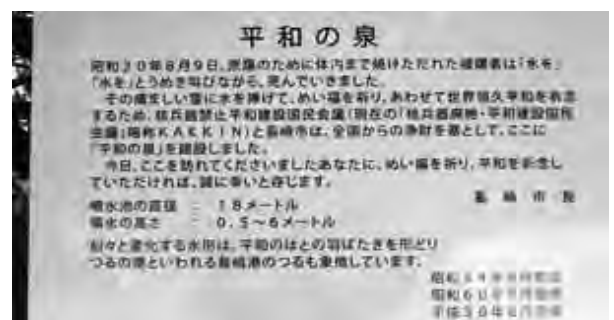 平和の泉
昭和20年8月9日、原爆のために体内まで焼けただれた被爆者は「水を」
「水を」とうめき叫びながら、死んでいきました。
その痛ましい霊に水を捧げて、めい福を祈り、あわせて世界恒久平和を祈念
するため、核兵器禁止平和建設国民会議(現在の「核兵器廃絶・平和建設国民
会議;略称KAKKIN)と長崎市は、全国からの浄財を基として、ここに
「平和の泉」を建設しました。
今日、ここを訪れてくださいましたあなたに、めい福を祈り、平和を祈念し
ていただければ、誠に幸いと存じます。
長崎市長
噴水池の直径 : 18メートル
噴水の高さ : 0.5~6メートル
刻々と変化する水形は、平和のはとの羽ばたきを形どり
つるの港といわれる長崎港のつるも象徴しています。
昭和44年
昭和60年
平成30年